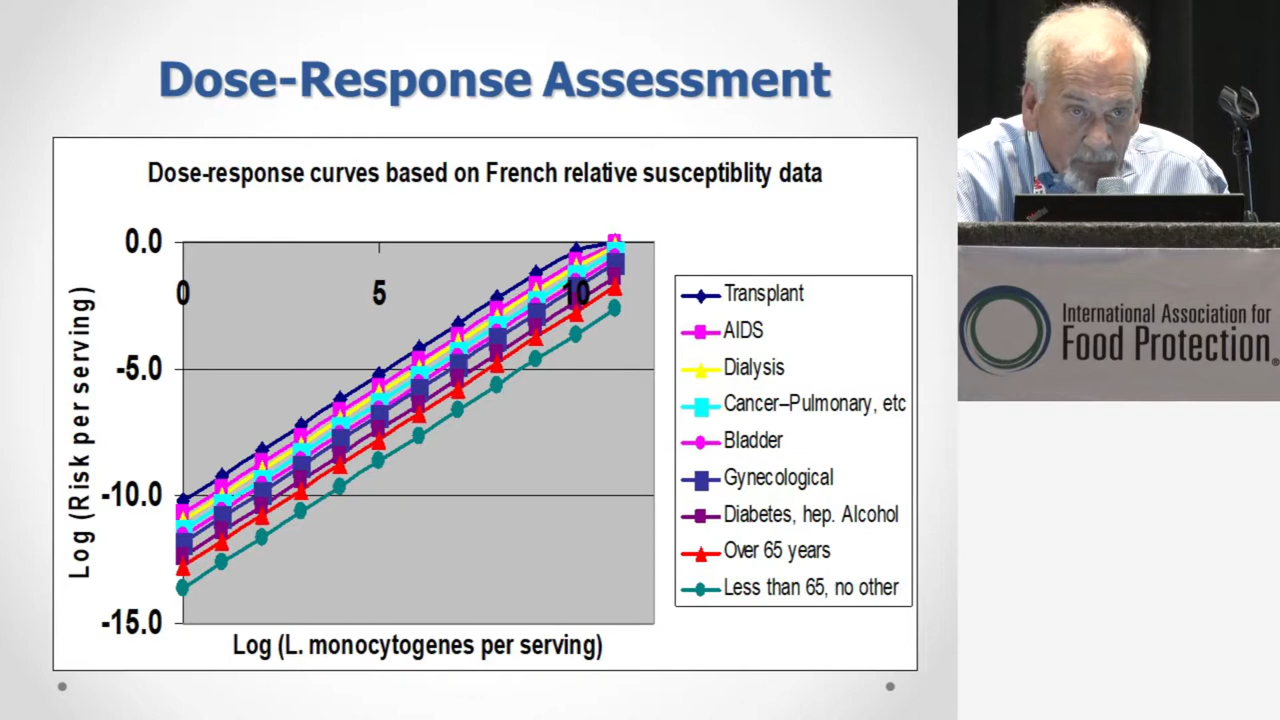 Dose-Response Assessment
Dose-response curves based on French relative susceptiblity data
0.0
-5.0
-10.0
-15.0
0
5
10
Log (Risk per serving)
Log (L. monocytogenes per serving)
Transplant
AIDS
Dialysis
Cancer–Pulmonary, etc
Bladder
Gynecological
Diabetes, hep. Alcohol
Over 65 years
Less than 65, no other
International Association for
Food Protection®